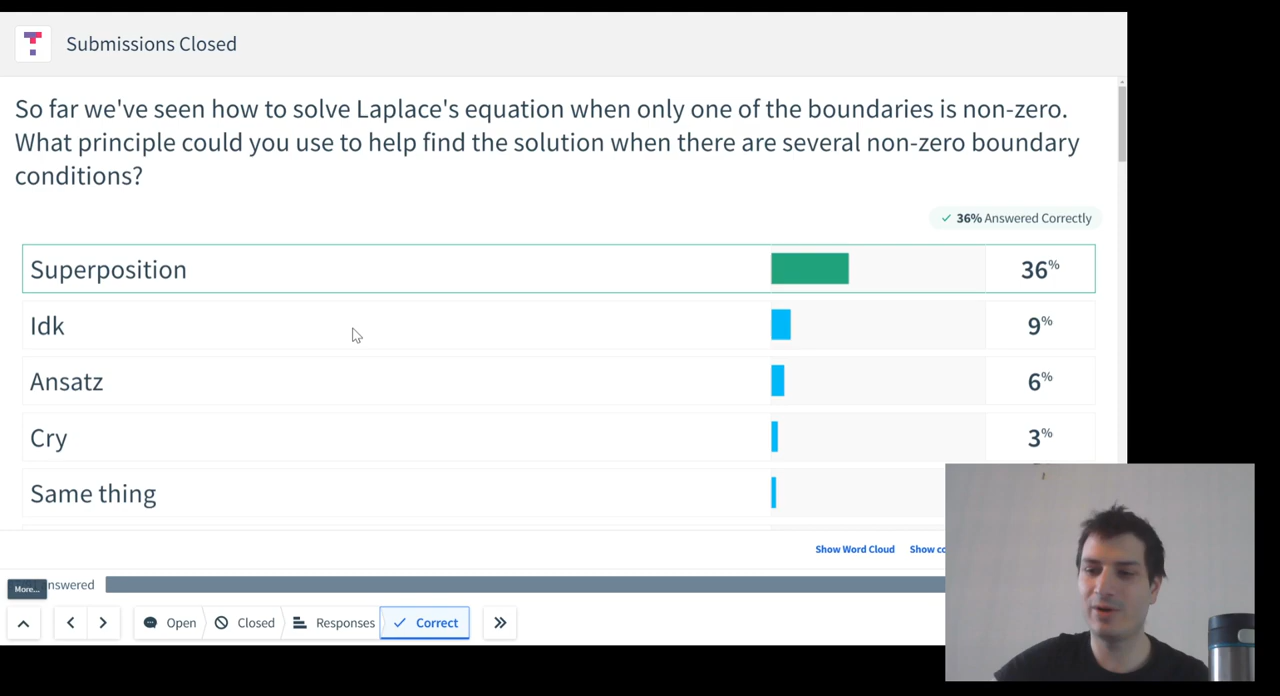 Submissions Closed
So far we've seen how to solve Laplace's equation when only one of the boundaries is non-zero.
What principle could you use to help find the solution when there are several non-zero boundary
conditions?
36% Answered Correctly
Superposition 36%
Idk 9%
Ansatz 6%
Cry 3%
Same thing
Show Word Cloud Show
More...
Open Closed Responses Correct